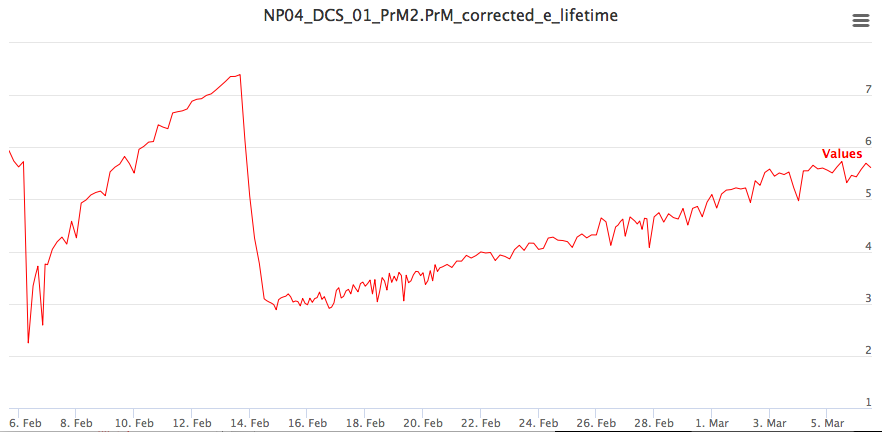 NP04_DCS_01_PrM2.PrM_corrected_e_lifetime
7
6
Values
5
4
3
2
1
6. Feb 8. Feb 10. Feb 12. Feb 14. Feb 16. Feb 18. Feb 20. Feb 22. Feb 24. Feb 26. Feb 28. Feb 1. Mar 3. Mar 5. Mar